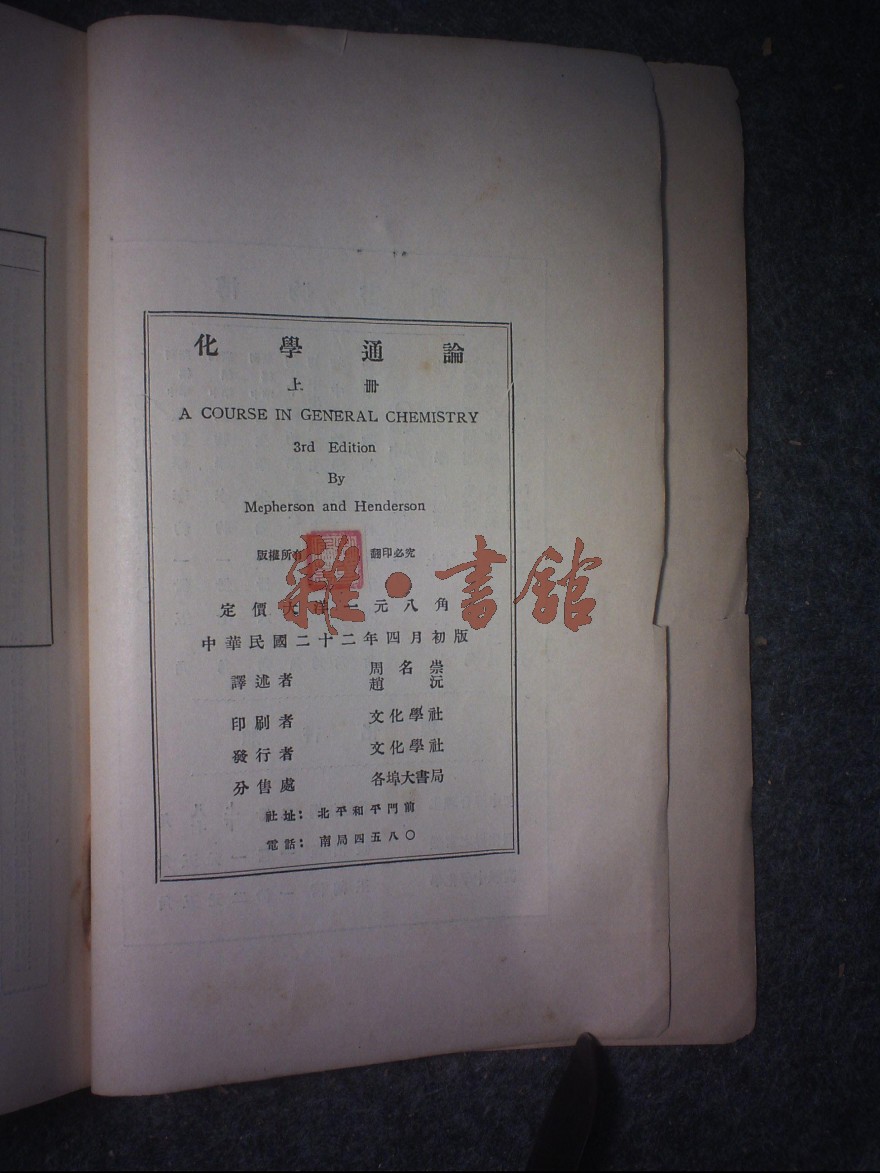 化學通論
上冊
A COURSE IN GENERAL CHEMISTRY
3rd Edition
By
Mcpherson and Henderson
版權所有 翻印必究
雜·書館
定價大洋一元八角
中華民國二十二年四月初版
譯述者 周名崇
趙沅
印刷者 文化學社
發行者 文化學社
分售處 各埠大書局
社址：北平和平門前
電話：南局四五八〇